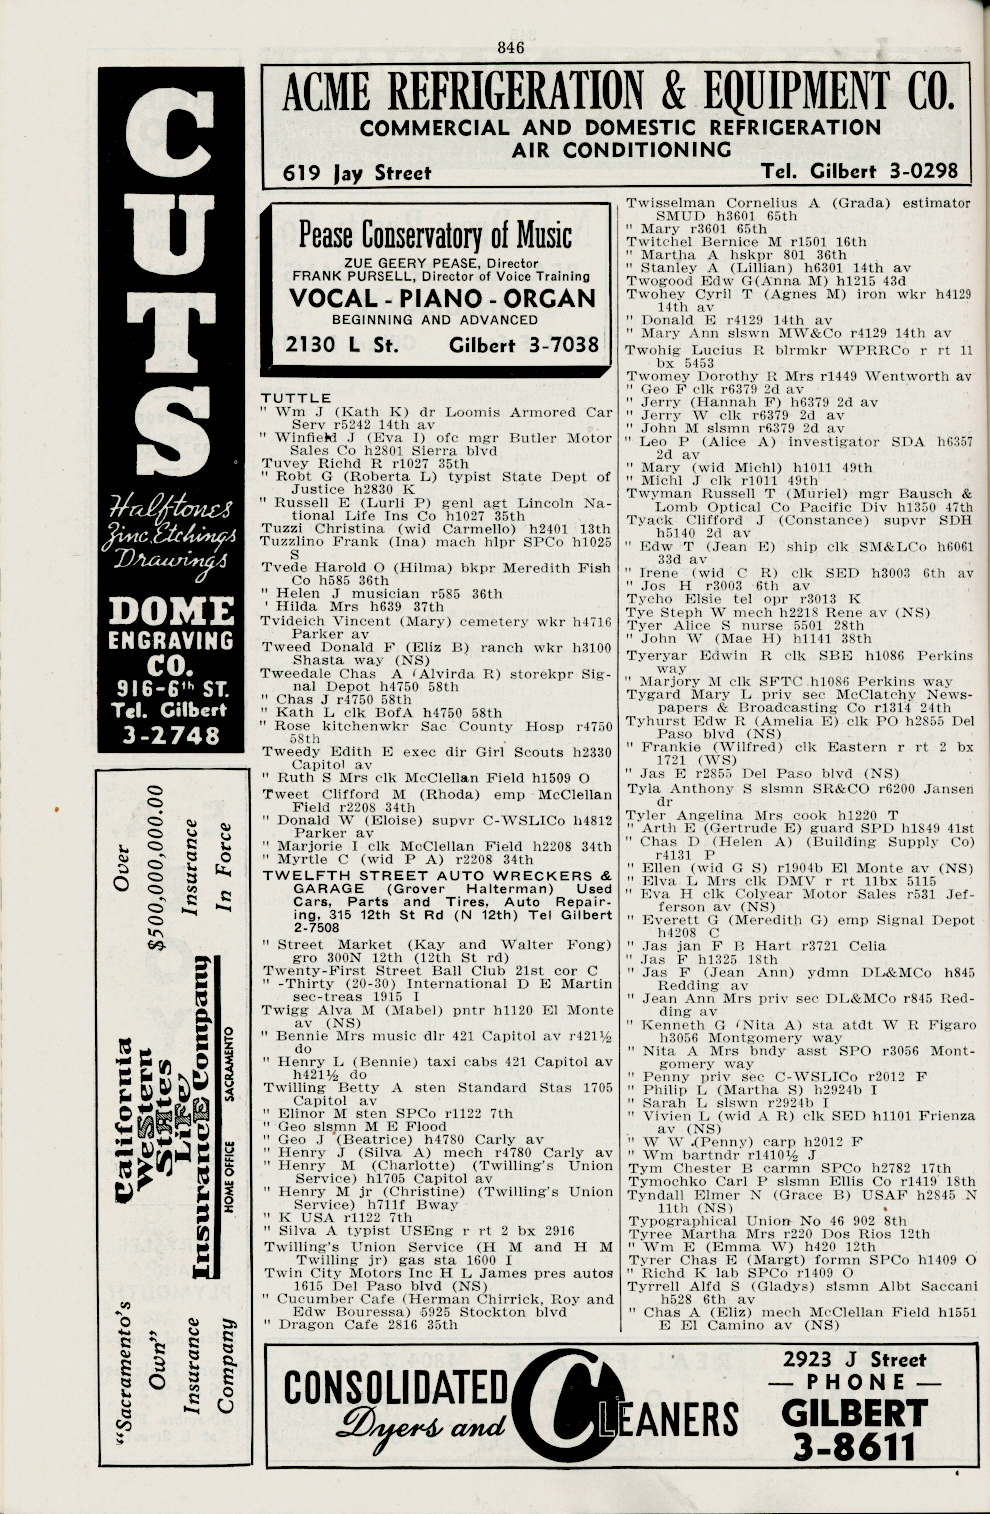 846
CUTS
Halftones
Zinc Etchings
Drawings
DOME
ENGRAVING
CO.
916-6th ST.
Tel. Gilbert
3-2748
Over
$500,000,000.00
Insurance
In Force
California
Western
States
Life
Insurance Company
HOME OFFICE SACRAMENTO
"Sacramento's
Own"
Insurance
Company
ACME REFRIGERATION & EQUIPMENT CO.
COMMERCIAL AND DOMESTIC REFRIGERATION
AIR CONDITIONING
619 Jay Street Tel. Gilbert 3-0298
Pease Conservatory of Music
ZUE GEERY PEASE, Director
FRANK PURSELL, Director of Voice Training
VOCAL - PIANO - ORGAN
BEGINNING AND ADVANCED
2130 L St. Gilbert 3-7038
TUTTLE
" Wm J (Kath K) dr Loomis Armored Car
Serv r5242 14th av
" Winfield J (Eva I) ofc mgr Butler Motor
Sales Co h2801 Sierra blvd
Tuvey Richd R r1027 35th
" Robt G (Roberta L) typist State Dept of
Justice h2830 K
" Russell E (Lurli P) genl agt Lincoln Na-
tional Life Ins Co h1027 35th
Tuzzi Christina (wid Carmello) h2401 13th
Tuzzlino Frank (Ina) mach hlpr SPCo h1025
S
Tvede Harold O (Hilma) bkpr Meredith Fish
Co h585 36th
" Helen J musician r585 36th
' Hilda Mrs h639 37th
Tvideich Vincent (Mary) cemetery wkr h4716
Parker av
Tweed Donald F (Eliz B) ranch wkr h3100
Shasta way (NS)
Tweedale Chas A (Alvirda R) storekpr Sig-
nal Depot h4750 58th
" Chas J r4750 58th
" Kath L clk BofA h4750 58th
" Rose kitchenwkr Sac County Hosp r4750
58th
Tweedy Edith E exec dir Girl Scouts h2330
Capitol av
" Ruth S Mrs clk McClellan Field h1509 O
Tweet Clifford M (Rhoda) emp McClellan
Field r2208 34th
" Donald W (Eloise) supvr C-WSLICo h4812
Parker av
" Marjorie I clk McClellan Field h2208 34th
" Myrtle C (wid P A) r2208 34th
TWELFTH STREET AUTO WRECKERS &
GARAGE (Grover Halterman) Used
Cars, Parts and Tires, Auto Repair-
ing, 315 12th St Rd (N 12th) Tel Gilbert
2-7508
" Street Market (Kay and Walter Fong)
gro 300N 12th (12th St rd)
Twenty-First Street Ball Club 21st cor C
" -Thirty (20-30) International D E Martin
sec-treas 1915 I
Twigg Alva M (Mabel) pntr h1120 El Monte
av (NS)
" Bennie Mrs music dlr 421 Capitol av r421½
do
" Henry L (Bennie) taxi cabs 421 Capitol av
h421½ do
Twilling Betty A sten Standard Stas 1705
Capitol av
" Elinor M sten SPCo r1122 7th
" Geo slsmn M E Flood
" Geo J (Beatrice) h4780 Carly av
" Henry J (Silva A) mech r4780 Carly av
" Henry M (Charlotte) (Twilling's Union
Service) h1705 Capitol av
" Henry M jr (Christine) (Twilling's Union
Service) h711f Bway
" K USA r1122 7th
" Silva A typist USEng r rt 2 bx 2916
Twilling's Union Service (H M and H M
Twilling jr) gas sta 1600 I
Twin City Motors Inc H L James pres autos
1615 Del Paso blvd (NS)
" Cucumber Cafe (Herman Chirrick, Roy and
Edw Bouressa) 5925 Stockton blvd
" Dragon Cafe 2816 35th
Twisselman Cornelius A (Grada) estimator
SMUD h3601 65th
" Mary r3601 65th
Twitchel Bernice M r1501 16th
" Martha A hskpr 801 36th
" Stanley A (Lillian) h6301 14th av
Twogood Edw G(Anna M) h1215 43d
Twohey Cyril T (Agnes M) iron wkr h4129
14th av
" Donald E r4129 14th av
" Mary Ann slswn MW&Co r4129 14th av
Twohig Lucius R blrmkr WPRRCo r rt 11
bx 5453
Twomey Dorothy R Mrs r1449 Wentworth av
" Geo F clk r6379 2d av
" Jerry (Hannah F) h6379 2d av
" Jerry W clk r6379 2d av
" John M slsmn r6379 2d av
" Leo P (Alice A) investigator SDA h6357
2d av
" Mary (wid Michl) h1011 49th
" Michl J clk r1011 49th
Twyman Russell T (Muriel) mgr Bausch &
Lomb Optical Co Pacific Div h1350 47th
Tyack Clifford J (Constance) supvr SDH
h5140 2d av
" Edw T (Jean E) ship clk SM&LCo h6061
33d av
" Irene (wid C R) clk SED h3003 6th av
" Jos H r3003 6th av
Tycho Elsie tel opr r3013 K
Tye Steph W mech h2218 Rene av (NS)
Tyer Alice S nurse 5501 28th
" John W (Mae H) h1141 38th
Tyeryar Edwin R clk SBE h1086 Perkins
way
" Marjory M clk SFTC h1086 Perkins way
Tygard Mary L priv sec McClatchy News-
papers & Broadcasting Co r1314 24th
Tyhurst Edw R (Amelia E) clk PO h2855 Del
Paso blvd (NS)
" Frankie (Wilfred) clk Eastern r rt 2 bx
1721 (WS)
" Jas E r2855 Del Paso blvd (NS)
Tyla Anthony S slsmn SR&CO r6200 Jansen
dr
Tyler Angelina Mrs cook h1220 T
" Arth E (Gertrude E) guard SPD h1849 41st
" Chas D (Helen A) (Building Supply Co)
r4131 P
" Ellen (wid G S) r1904b El Monte av (NS)
" Elva L Mrs clk DMV r rt 11bx 5115
" Eva H clk Colyear Motor Sales r531 Jef-
ferson av (NS)
" Everett G (Meredith G) emp Signal Depot
h4208 C
" Jas jan F B Hart r3721 Celia
" Jas F h1325 18th
" Jas F (Jean Ann) ydmn DL&MCo h845
Redding av
" Jean Ann Mrs priv sec DL&MCo r845 Red-
ding av
" Kenneth G (Nita A) sta atdt W R Figaro
h3056 Montgomery way
" Nita A Mrs bndy asst SPO r3056 Mont-
gomery way
" Penny priv sec C-WSLICo r2012 F
" Philip L (Martha S) h2924b I
" Sarah L slswn r2924b I
" Vivien L (wid A R) clk SED h1101 Frienza
av (NS)
" W W (Penny) carp h2012 F
" Wm bartndr r1410½ J
Tym Chester B carmn SPCo h2782 17th
Tymochko Carl P slsmn Ellis Co r1419 18th
Tyndall Elmer N (Grace B) USAF h2845 N
11th (NS)
Typographical Union No 46 902 8th
Tyree Martha Mrs r220 Dos Rios 12th
" Wm E (Emma W) h420 12th
Tyrer Chas E (Margt) formn SPCo h1409 O
" Richd K lab SPCo r1409 O
Tyrrell Alfd S (Gladys) slsmn Albt Saccani
h528 6th av
" Chas A (Eliz) mech McClellan Field h1551
E El Camino av (NS)
CONSOLIDATED
Dyers and CLEANERS
2923 J Street
— PHONE —
GILBERT
3-8611